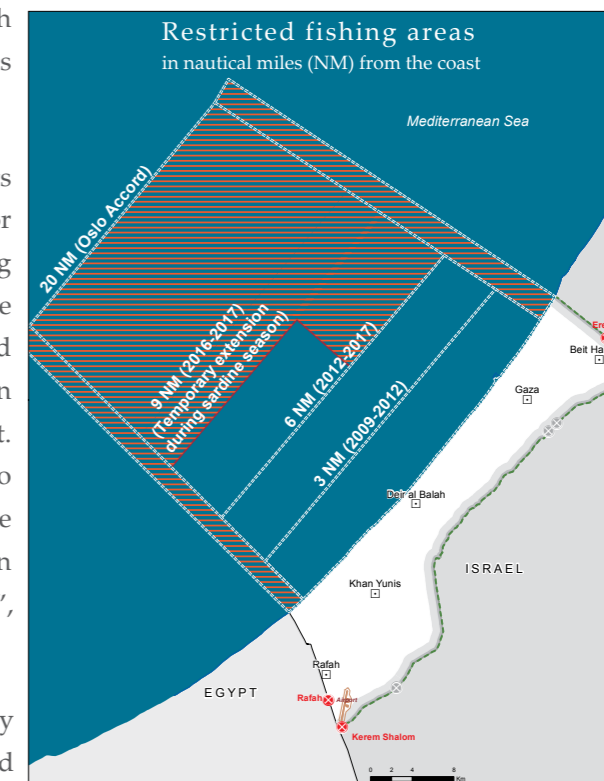 Restricted fishing areas
in nautical miles (NM) from the coast
Mediterranean Sea
20 NM (Oslo Accord)
9 NM (2016-2017)
(Temporary extension
during sardine season)
6 NM (2012-2017)
3 NM (2009-2012)
Beit Ha
Gaza
Deir al Balah
ISRAEL
Khan Yunis
Rafah
EGYPT
Rafah
Airport
Kerem Shalom
0 2 4 8
Km